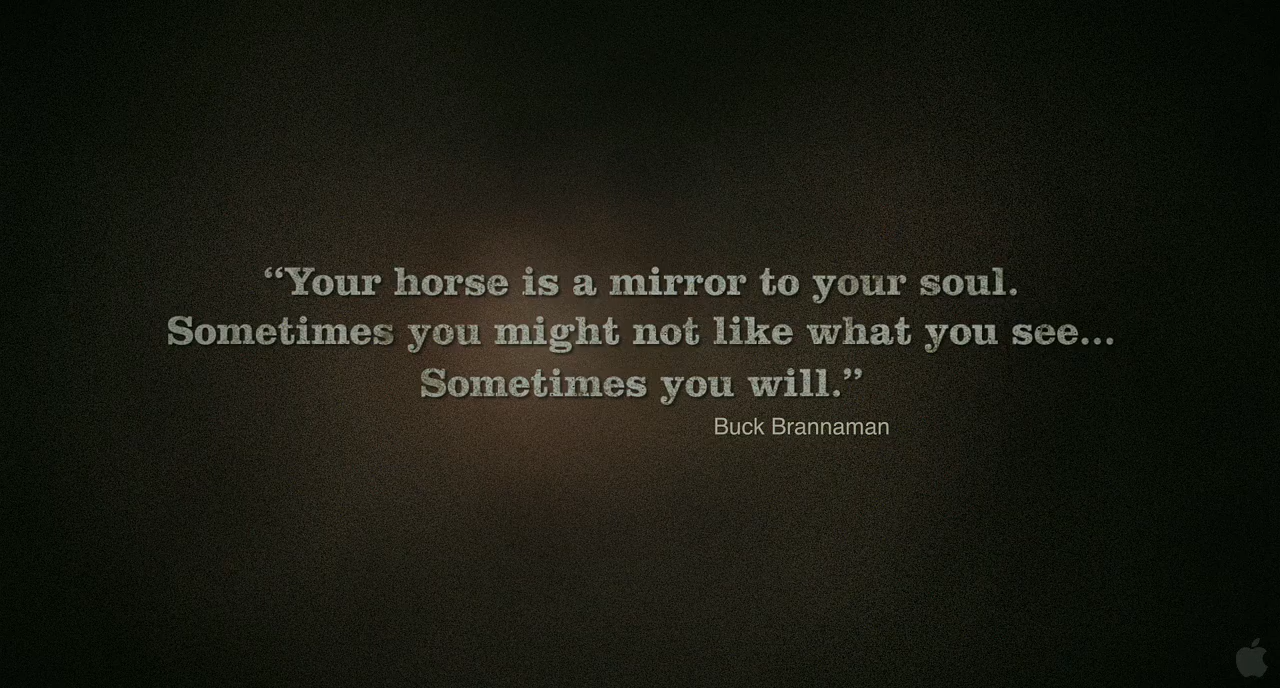 “Your horse is a mirror to your soul.
Sometimes you might not like what you see...
Sometimes you will.”
Buck Brannaman